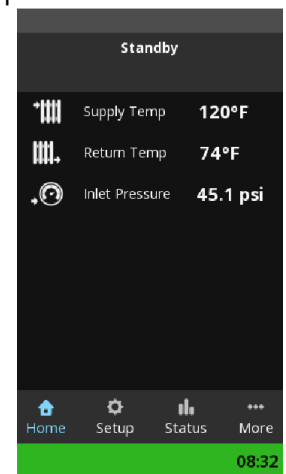 Standby
Supply Temp 120°F
Return Temp 74°F
Inlet Pressure 45.1 psi
Home Setup Status More
08:32